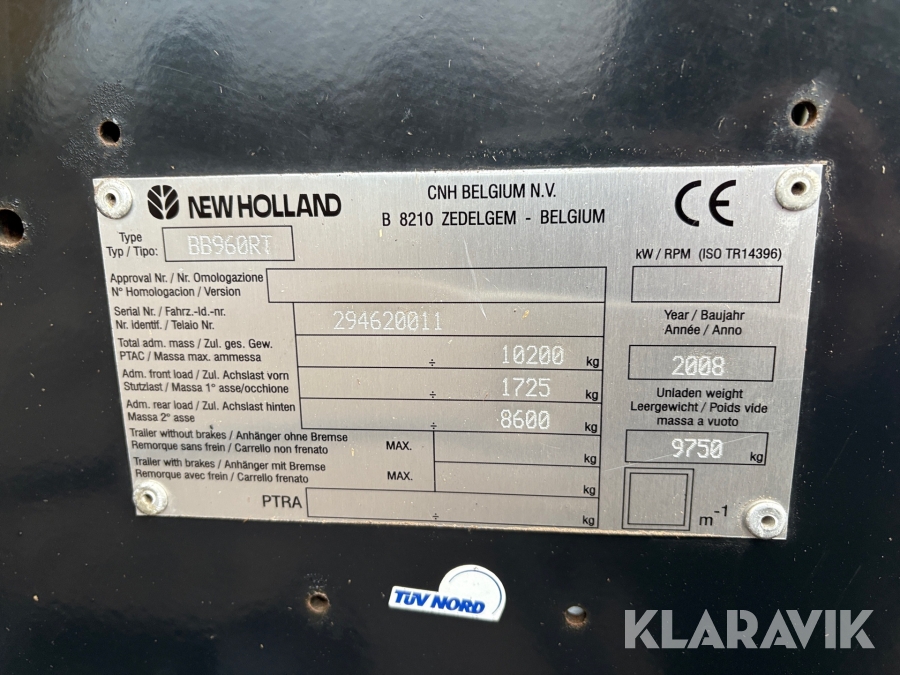 NEW HOLLAND
CNH BELGIUM N.V.
B 8210 ZEDELGEM - BELGIUM
CE
Type
Typ / Tipo:
BB960RT
Approval Nr. / Nr. Omologazione
N° Homologacion / Version
Serial Nr. / Fahrz.-Id.-nr.
Nr. identif. / Telaio Nr.
294620011
Total adm. mass / Zul. ges. Gew.
PTAC / Massa max. ammessa
÷ 10200 kg
Adm. front load / Zul. Achslast vorn
Stutzlast / Massa 1° asse/occhione
÷ 1725 kg
Adm. rear load / Zul. Achslast hinten
Massa 2° asse
÷ 8600 kg
Trailer without brakes / Anhänger ohne Bremse
Remorque sans frein / Carrello non frenato
MAX. kg
Trailer with brakes / Anhänger mit Bremse
Remorque avec frein / Carrello frenato
MAX. kg
PTRA ÷ kg
kW / RPM (ISO TR14396)
Year / Baujahr
Année / Anno
2008
Unladen weight
Leergewicht / Poids vide
massa a vuoto
9750 kg
m-1
TÜV NORD
KLARAVIK